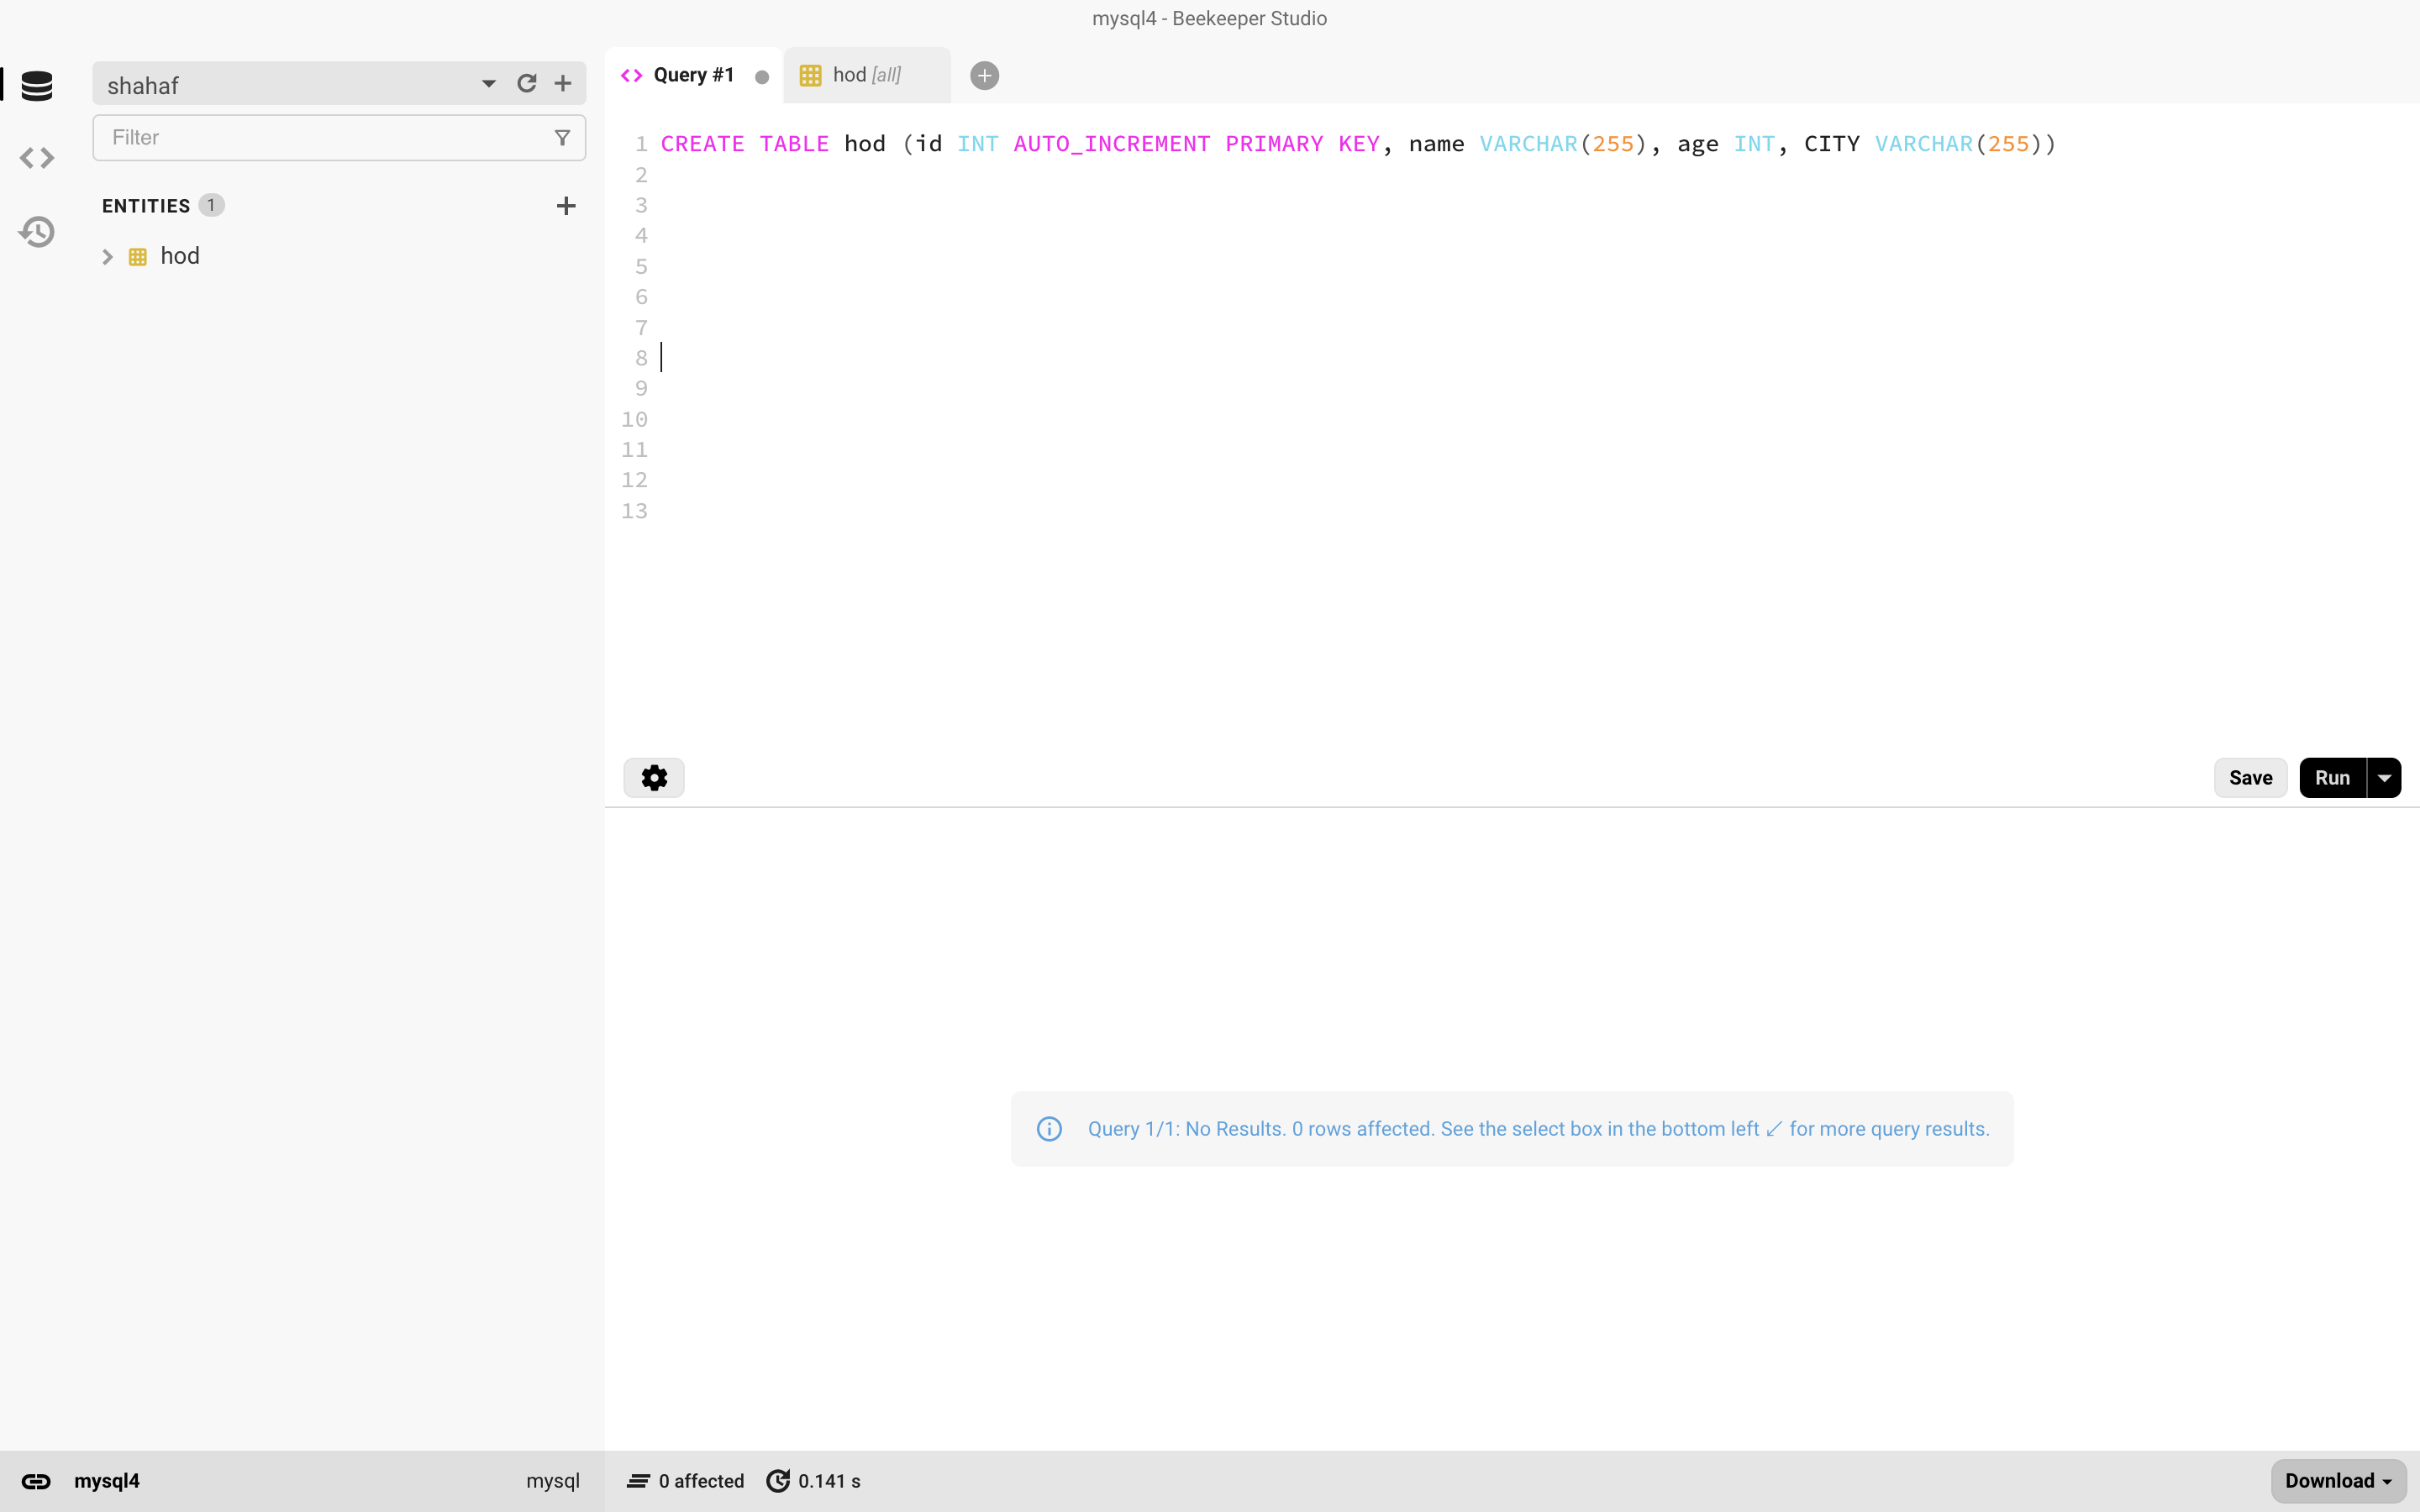 mysql4 - Beekeeper Studio
shahaf
Filter
ENTITIES 1
hod
Query #1
hod [all]
1 CREATE TABLE hod (id INT AUTO_INCREMENT PRIMARY KEY, name VARCHAR(255), age INT, CITY VARCHAR(255))
2
3
4
5
6
7
8
9
10
11
12
13
Save Run
Query 1/1: No Results. 0 rows affected. See the select box in the bottom left ↙ for more query results.
mysql4 mysql 0 affected 0.141 s Download